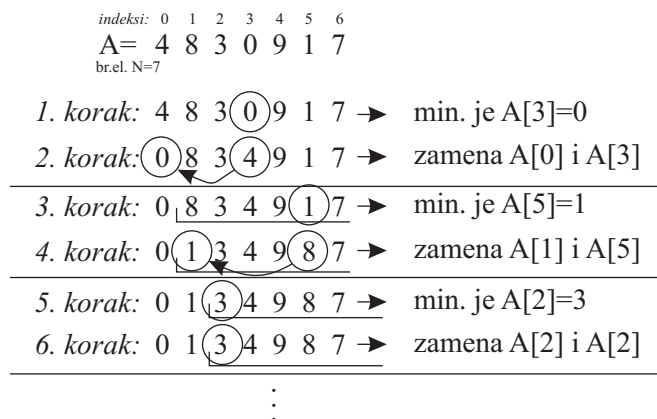 indeksi: 0 1 2 3 4 5 6
A= 4 8 3 0 9 1 7
br.el. N=7
1. korak: 4 8 3 0 9 1 7 → min. je A[3]=0
2. korak: 0 8 3 4 9 1 7 → zamena A[0] i A[3]
3. korak: 0 8 3 4 9 1 7 → min. je A[5]=1
4. korak: 0 1 3 4 9 8 7 → zamena A[1] i A[5]
5. korak: 0 1 3 4 9 8 7 → min. je A[2]=3
6. korak: 0 1 3 4 9 8 7 → zamena A[2] i A[2]
⋮